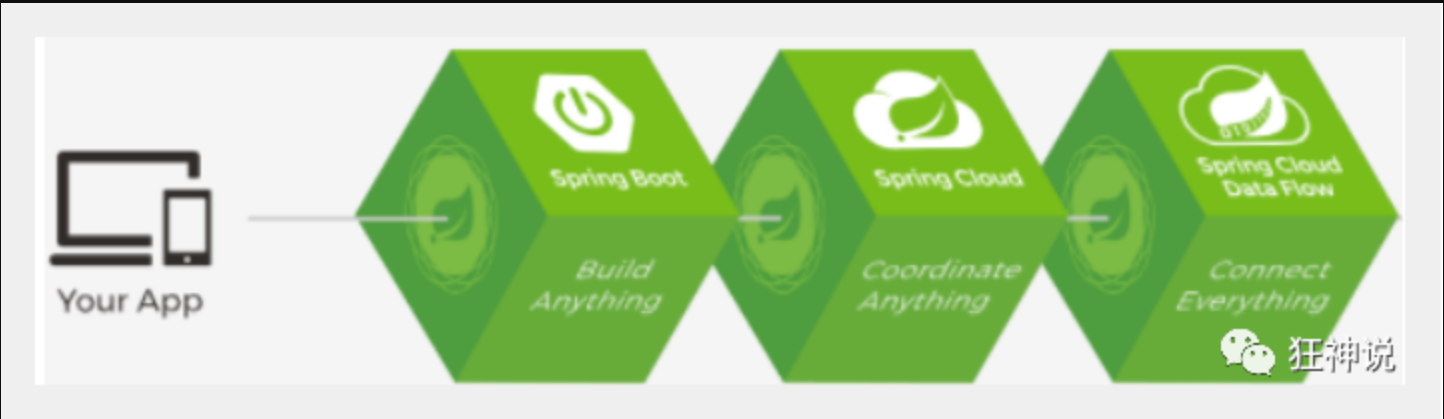 Your App
Spring Boot
Build
Anything
Spring Cloud
Coordinate
Anything
Spring Cloud
Data Flow
Connect
Everything
狂神说